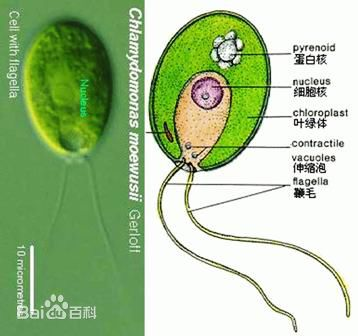 Cell with flagella
Nucleus
Chlamydomonas moewusii Gerloff
10 micrometre
Bai百科
pyrenoid
蛋白核
nucleus
细胞核
chloroplast
叶绿体
contractile
vacuoles
伸缩泡
flagella
鞭毛